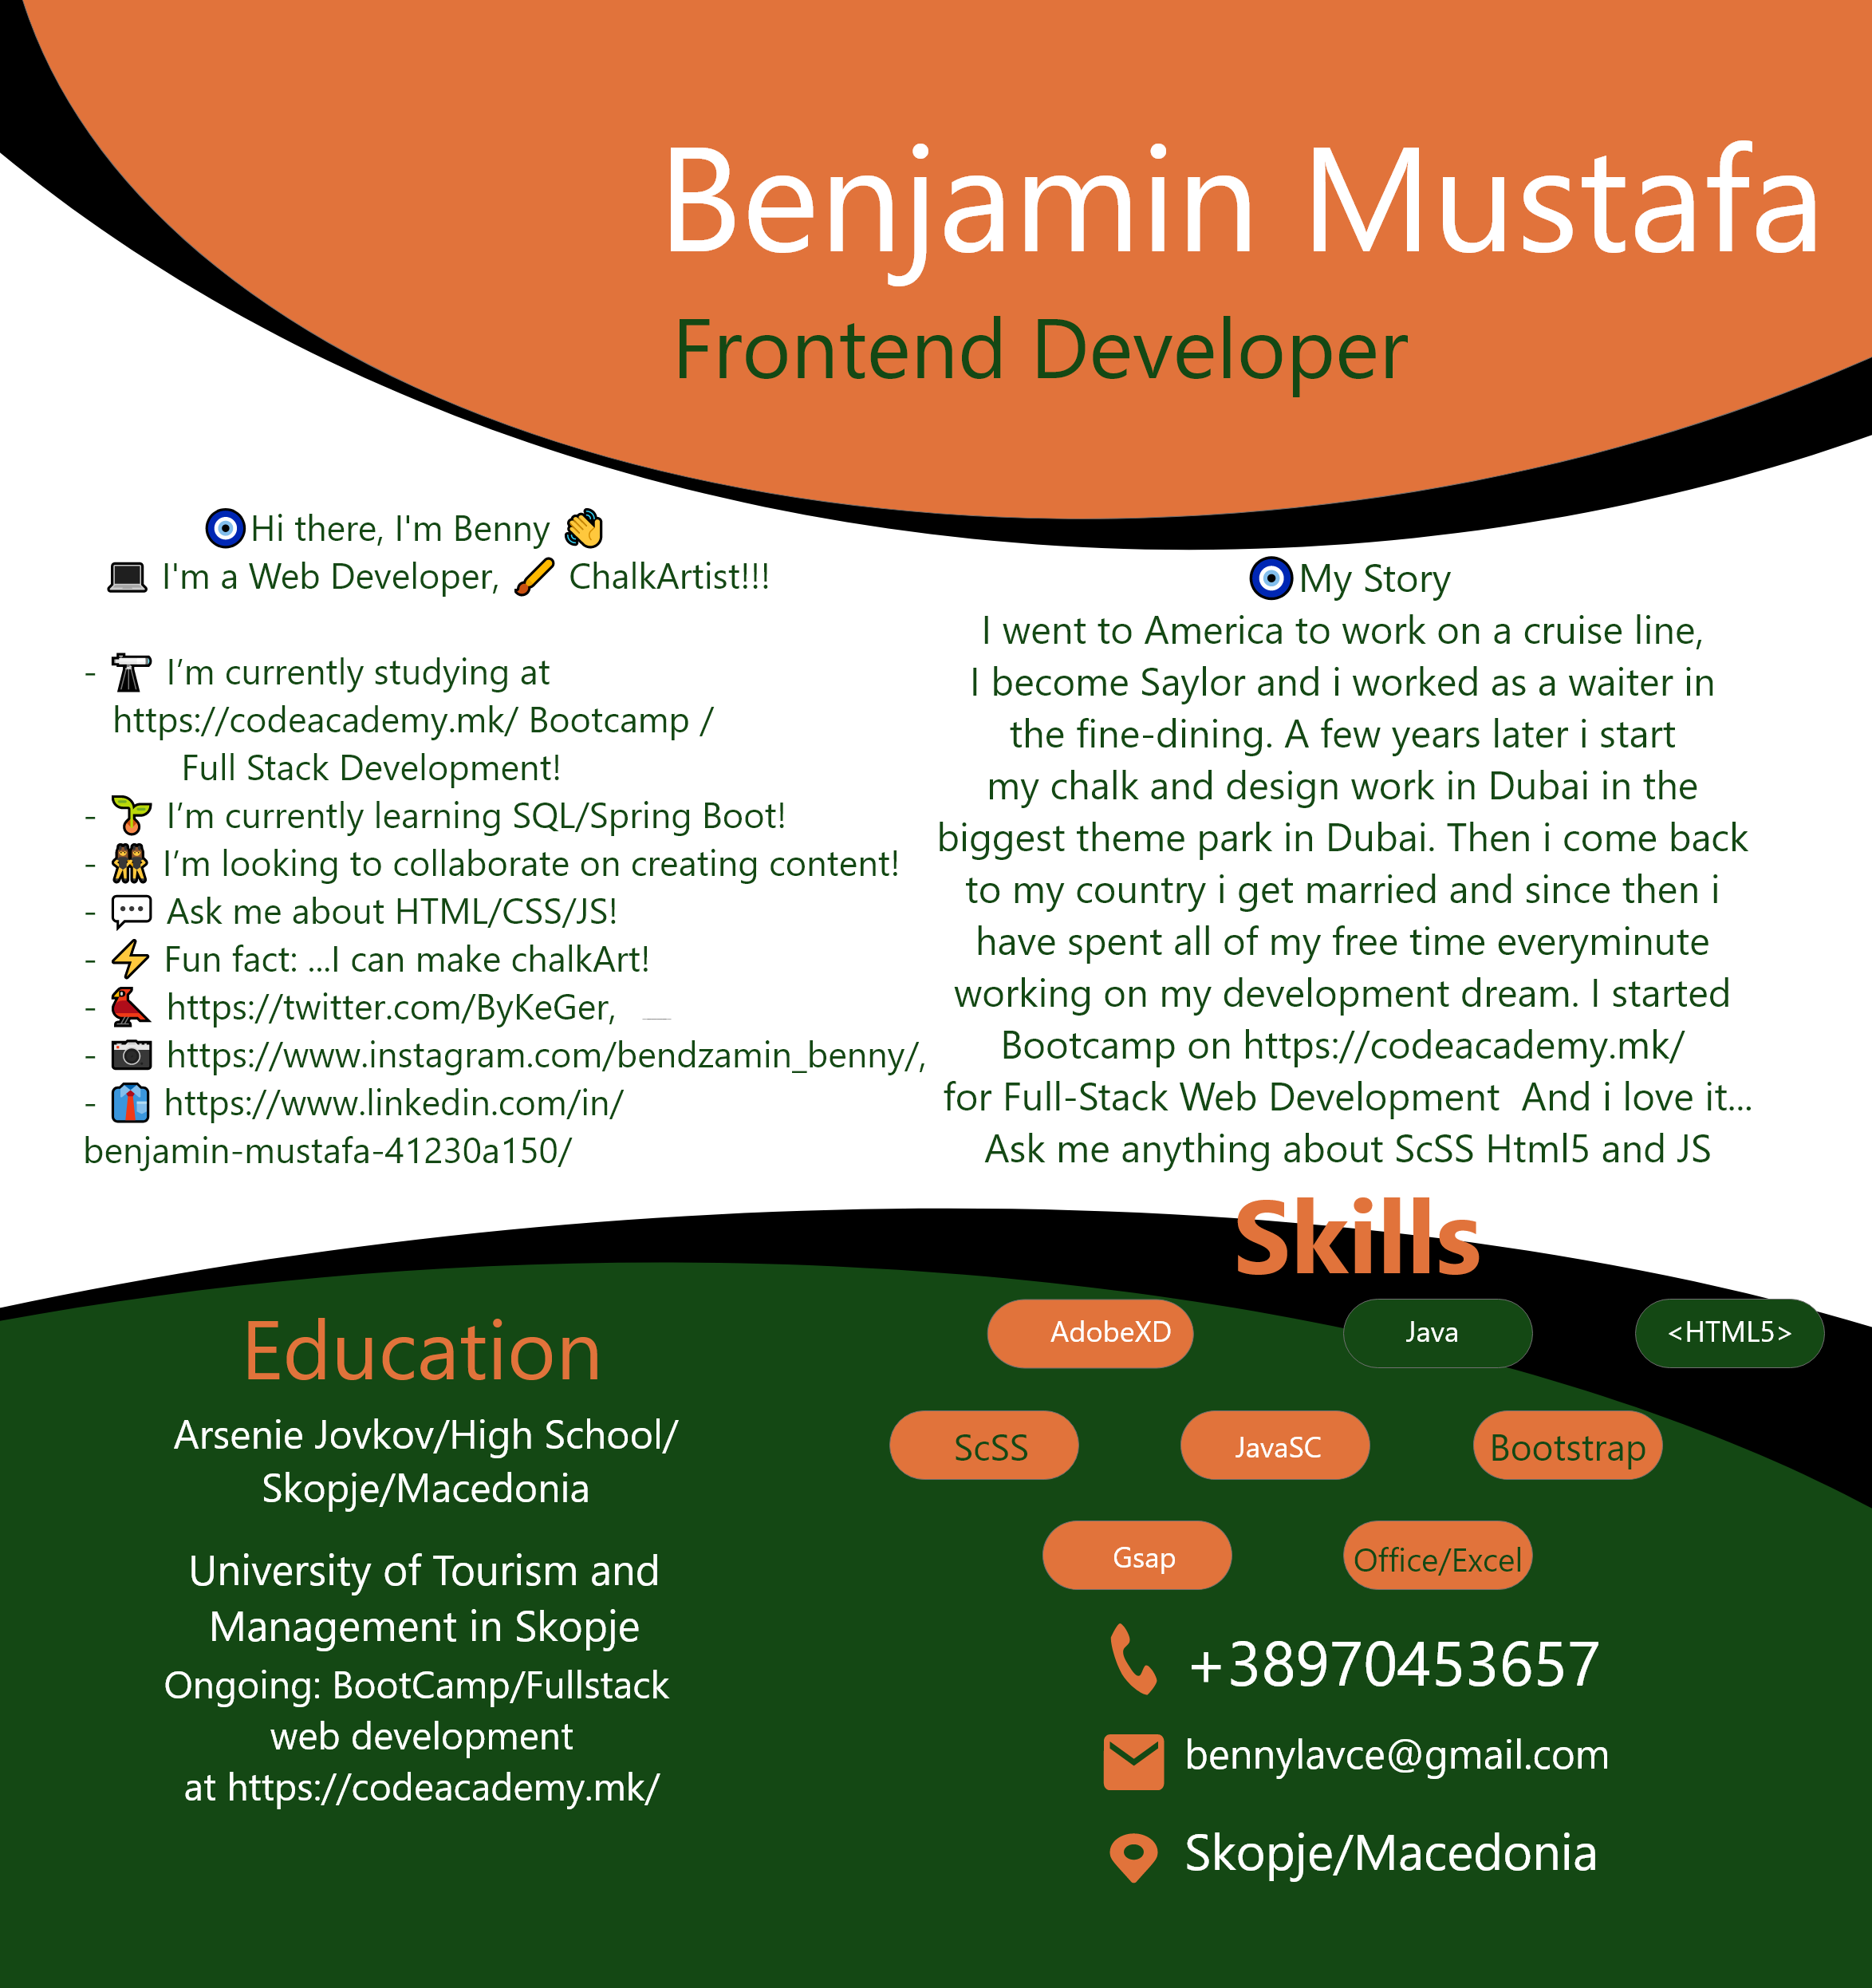 Benjamin Mustafa
Frontend Developer
🧿Hi there, I'm Benny 👋
💻 I'm a Web Developer, 🖌️ ChalkArtist!!!
- 🔭 I’m currently studying at
https://codeacademy.mk/ Bootcamp /
Full Stack Development!
- 🌱 I’m currently learning SQL/Spring Boot!
- 👯 I’m looking to collaborate on creating content!
- 💬 Ask me about HTML/CSS/JS!
- ⚡ Fun fact: ...I can make chalkArt!
- 🐦 https://twitter.com/ByKeGer,
- 📷 https://www.instagram.com/bendzamin_benny/,
- 👔 https://www.linkedin.com/in/
benjamin-mustafa-41230a150/
🧿My Story
I went to America to work on a cruise line,
I become Saylor and i worked as a waiter in
the fine-dining. A few years later i start
my chalk and design work in Dubai in the
biggest theme park in Dubai. Then i come back
to my country i get married and since then i
have spent all of my free time everyminute
working on my development dream. I started
Bootcamp on https://codeacademy.mk/
for Full-Stack Web Development  And i love it...
Ask me anything about ScSS Html5 and JS
Education
Arsenie Jovkov/High School/
Skopje/Macedonia
University of Tourism and
Management in Skopje
Ongoing: BootCamp/Fullstack
web development
at https://codeacademy.mk/
Skills
AdobeXD
Java
<HTML5>
ScSS
JavaSC
Bootstrap
Gsap
Office/Excel
+38970453657
bennylavce@gmail.com
Skopje/Macedonia